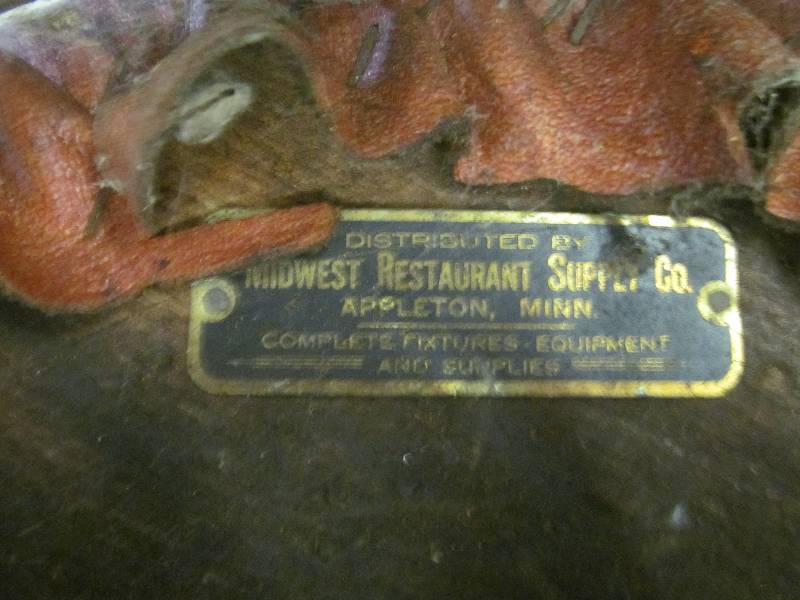 DISTRIBUTED BY
MIDWEST RESTAURANT SUPPLY CO.
APPLETON, MINN.
COMPLETE FIXTURES - EQUIPMENT
AND SUPPLIES